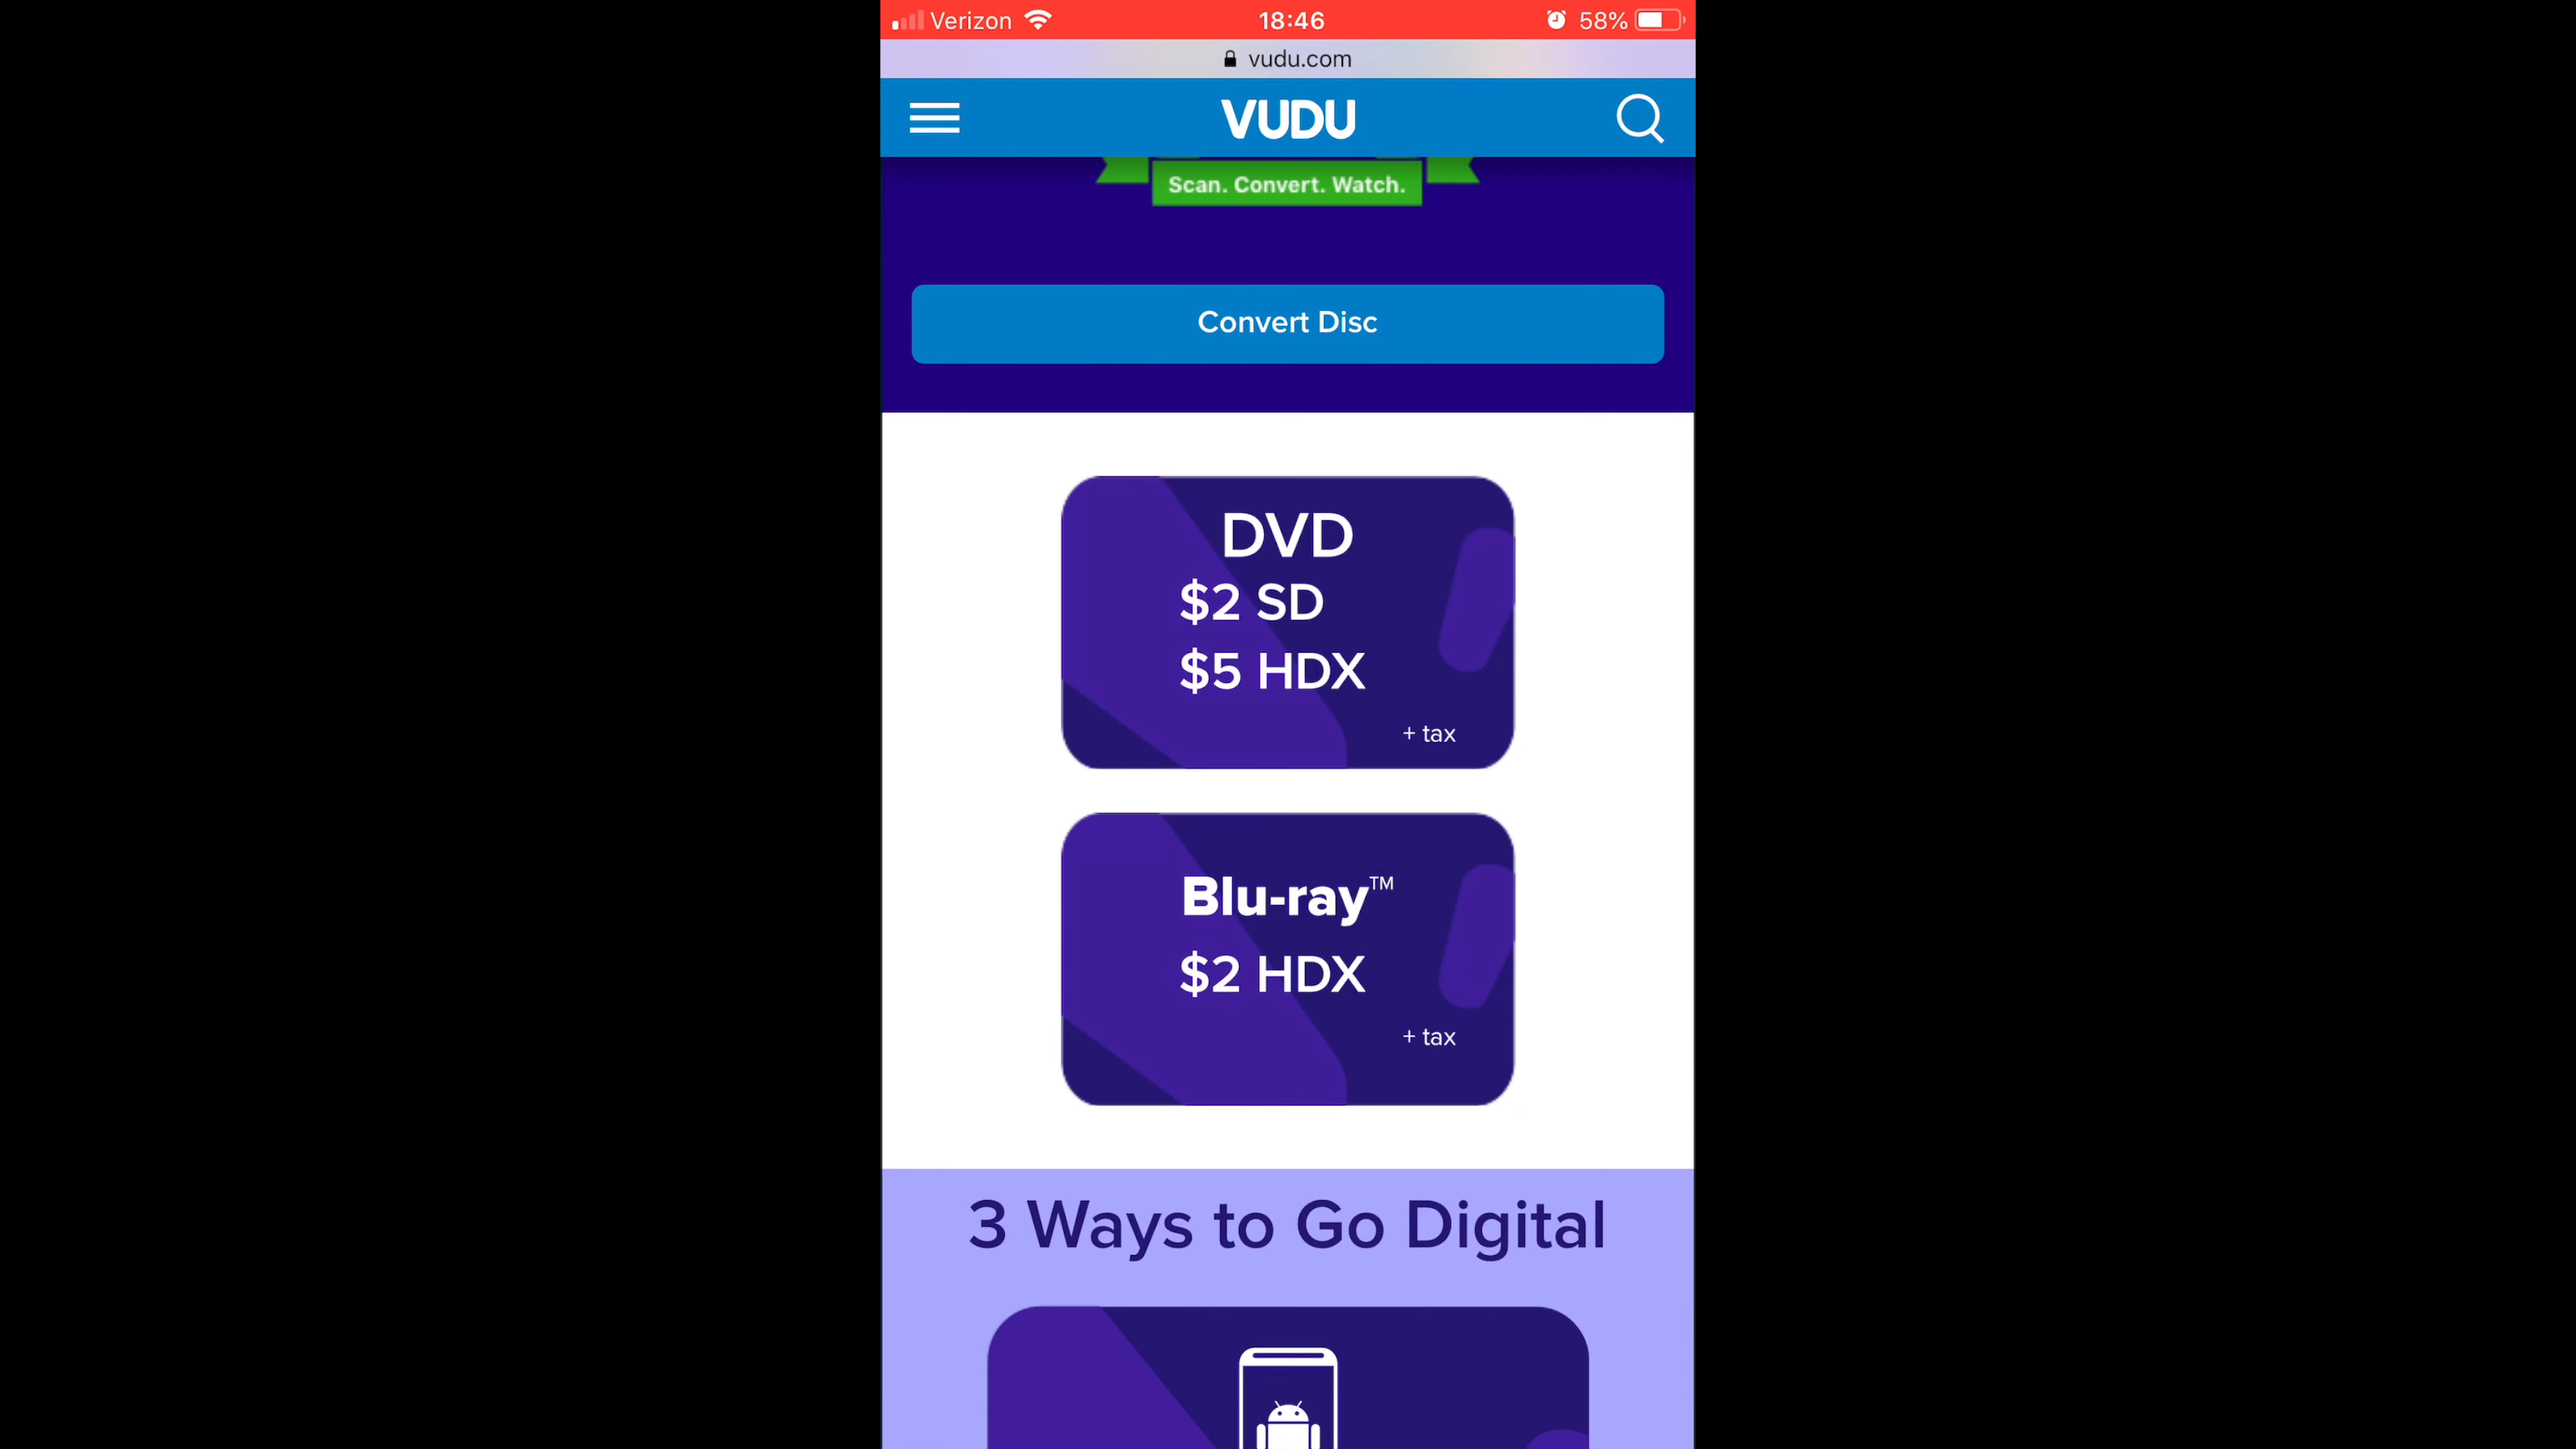 Verizon 18:46 58%
vudu.com
VUDU
Scan. Convert. Watch.
Convert Disc
DVD
$2 SD
$5 HDX
+ tax
Blu-ray™
$2 HDX
+ tax
3 Ways to Go Digital